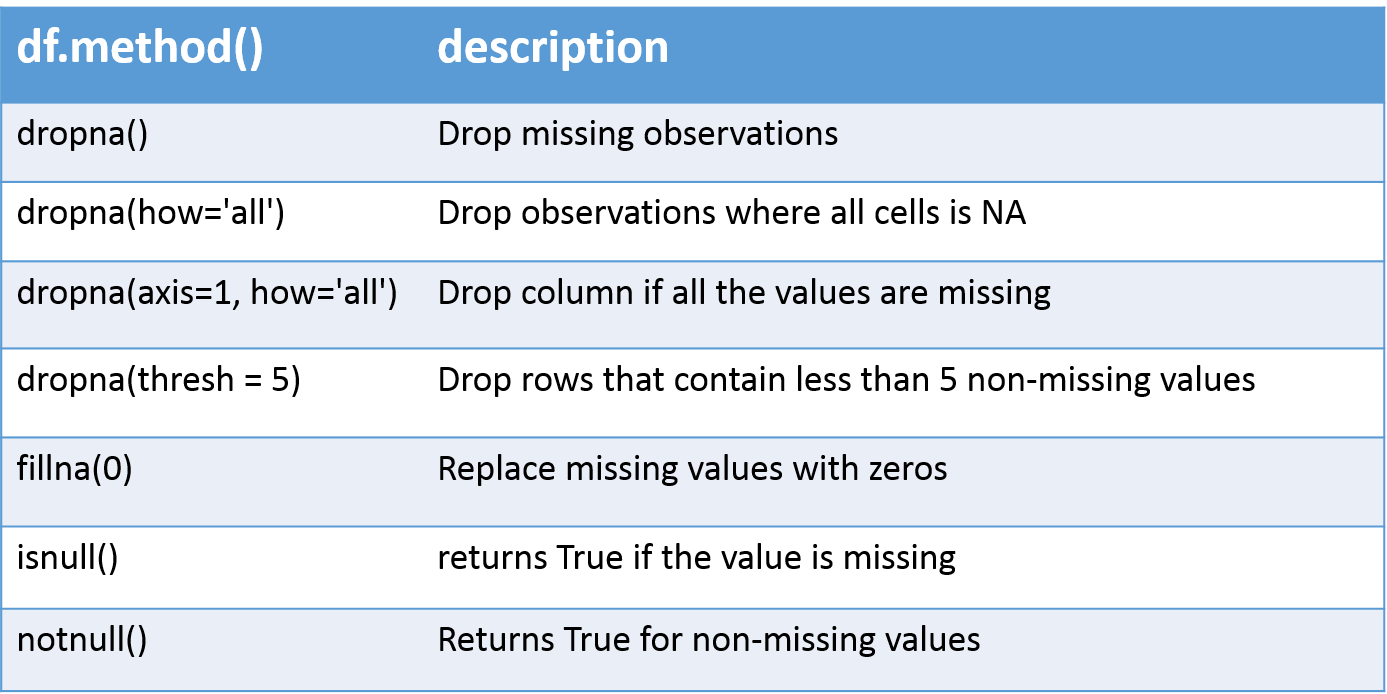 df.method() description
dropna() Drop missing observations
dropna(how='all') Drop observations where all cells is NA
dropna(axis=1, how='all') Drop column if all the values are missing
dropna(thresh = 5) Drop rows that contain less than 5 non-missing values
fillna(0) Replace missing values with zeros
isnull() returns True if the value is missing
notnull() Returns True for non-missing values